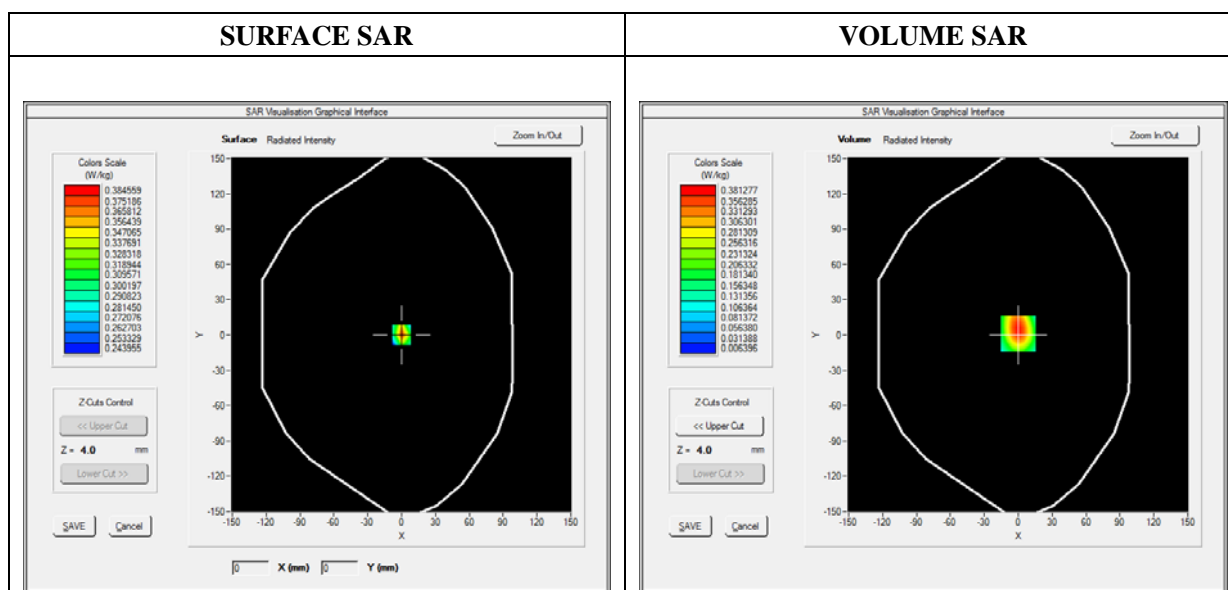 SURFACE SAR
VOLUME SAR
SAR Visualisation Graphical Interface
Surface Radiated Intensity
Zoom In/Out
Colors Scale
(W/kg)
0.384559
0.375186
0.365812
0.356439
0.347065
0.337691
0.328318
0.318944
0.309571
0.300197
0.290823
0.281450
0.272076
0.262703
0.253329
0.243955
Z-Cuts Control
<< Upper Cut
Z = 4.0 mm
Lower Cut >>
SAVE Cancel
150
120
90
60
30
0
-30
-60
-90
-120
-150
Y
-150 -120 -90 -60 -30 0 30 60 90 120 150
X
0 X (mm) 0 Y (mm)
SAR Visualisation Graphical Interface
Volume Radiated Intensity
Zoom In/Out
Colors Scale
(W/kg)
0.381277
0.356285
0.331293
0.306301
0.281309
0.256316
0.231324
0.206332
0.181340
0.156348
0.131356
0.106364
0.081372
0.056380
0.031388
0.006396
Z-Cuts Control
<< Upper Cut
Z = 4.0 mm
Lower Cut >>
SAVE Cancel
150
120
90
60
30
0
-30
-60
-90
-120
-150
Y
-150 -120 -90 -60 -30 0 30 60 90 120 150
X